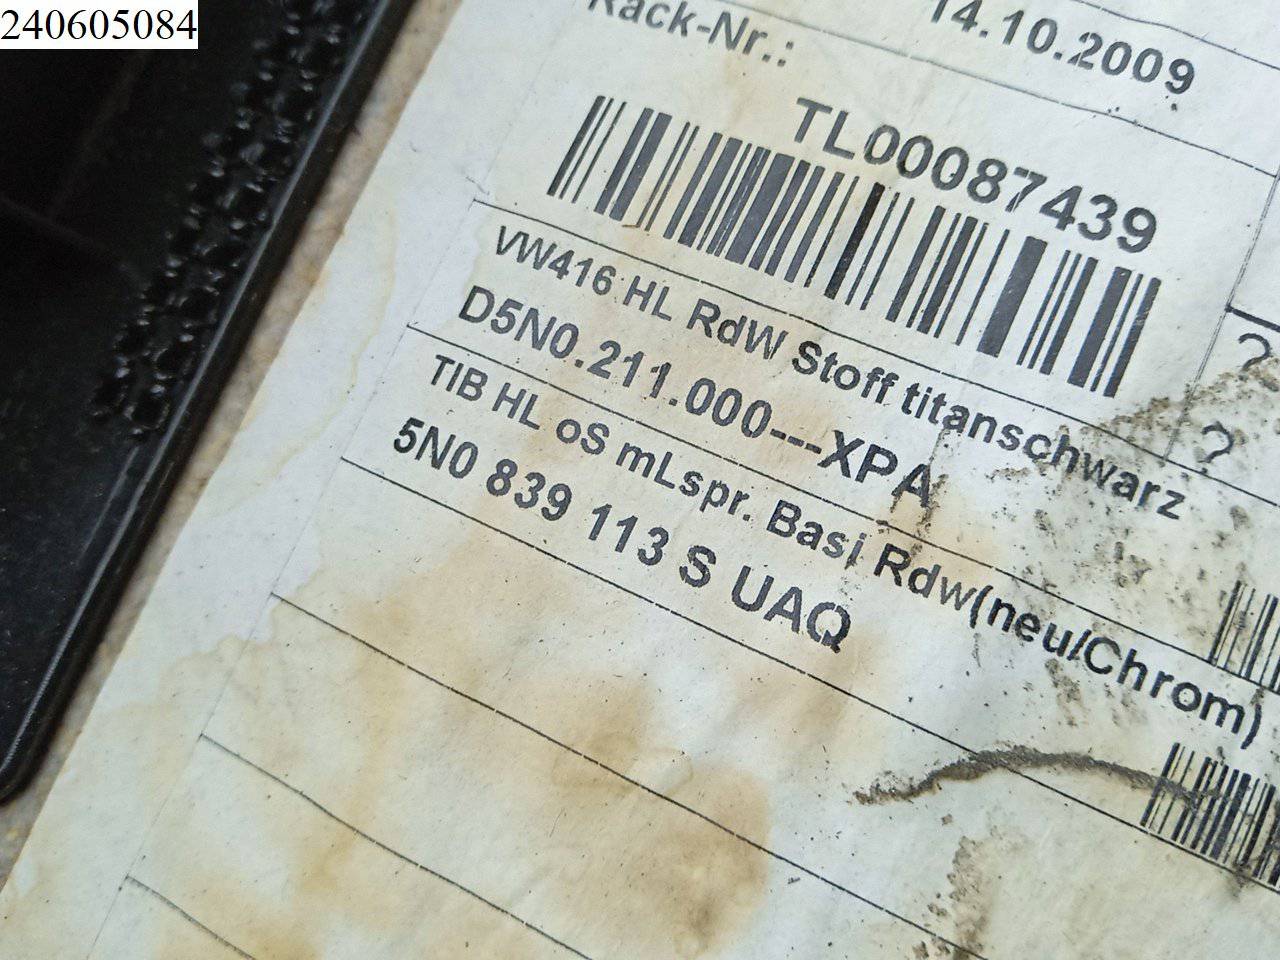 240605084
14.10.2009
Rack-Nr.:
TL00087439
VW416 HL RdW Stoff titanschwarz
D5N0.211.000---XPA
TIB HL oS mLspr. Basi Rdw(neu/Chrom)
5N0 839 113 S UAQ
?
?